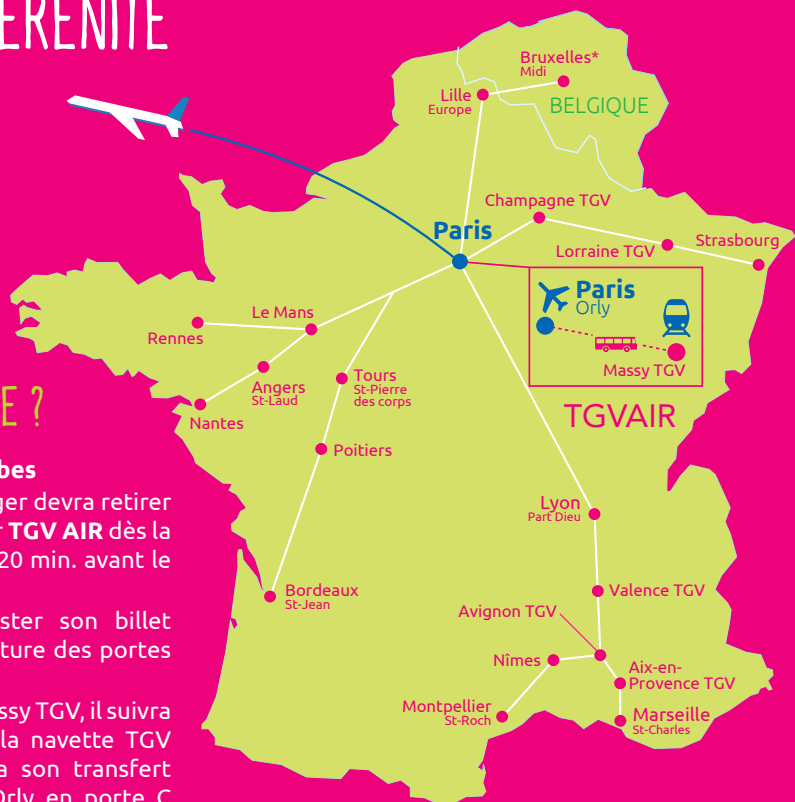 ÉRÉNITÉ
Bruxelles*
Midi
Lille
Europe
BELGIQUE
Champagne TGV
Paris
Lorraine TGV
Strasbourg
Paris
Orly
Massy TGV
TGVAIR
Le Mans
Rennes
Angers
St-Laud
Nantes
Tours
St-Pierre
des corps
Poitiers
Bordeaux
St-Jean
Lyon
Part Dieu
Valence TGV
Avignon TGV
Nîmes
Aix-en-
Provence TGV
Montpellier
St-Roch
Marseille
St-Charles
E ?
bes
ger devra retirer
r TGV AIR dès la
20 min. avant le
ster son billet
ture des portes
ssy TGV, il suivra
la navette TGV
a son transfert
Orly en porte C